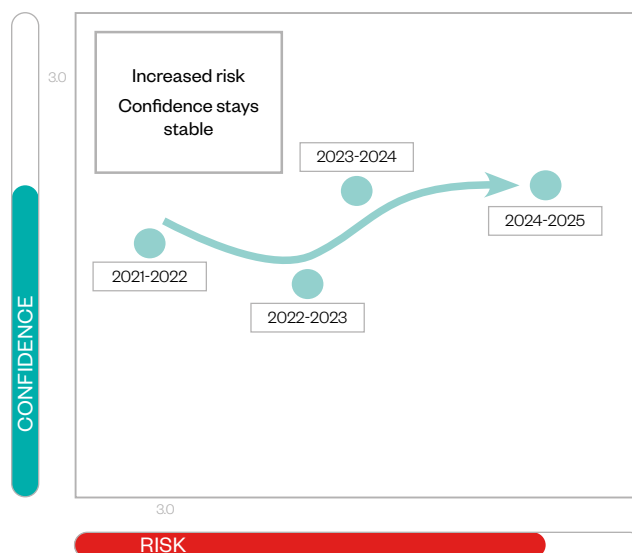 3.0
Increased risk
Confidence stays
stable
2023-2024
2024-2025
2021-2022
2022-2023
CONFIDENCE
3.0
RISK